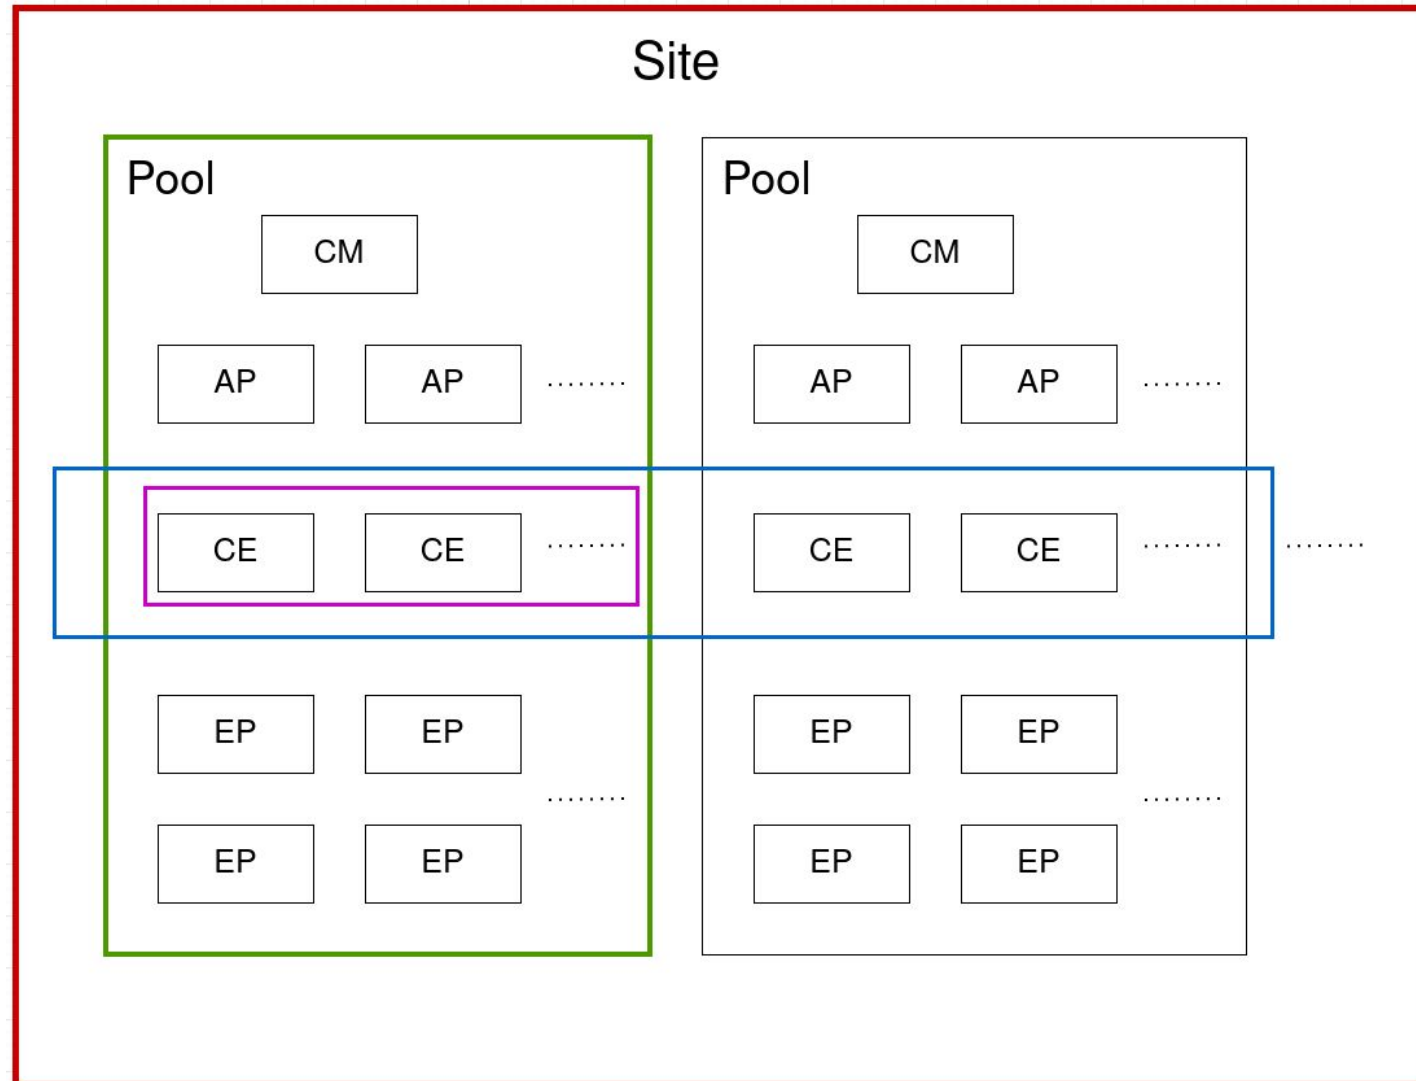 Site
Pool Pool
CM CM
AP AP ........ AP AP ........
CE CE ........ CE CE ........ ........
EP EP EP EP
........ ........
EP EP EP EP